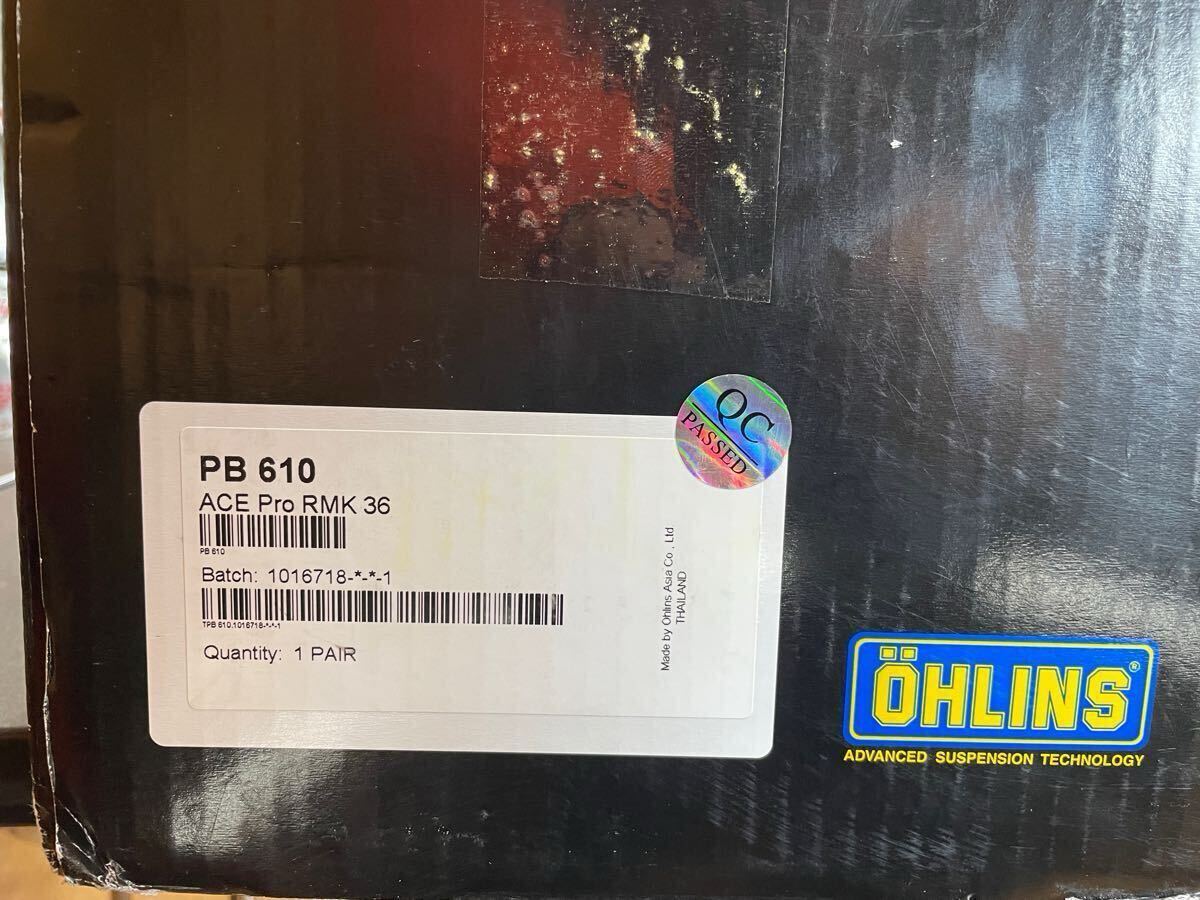 QC
PASSED
PB 610
ACE Pro RMK 36
PB 610
Batch: 1016718-*-*-1
TPB 610.1016718-*-*-1
Quantity: 1 PAIR
Made by Ohlins Asia Co., Ltd
THAILAND
ÖHLINS®
ADVANCED SUSPENSION TECHNOLOGY